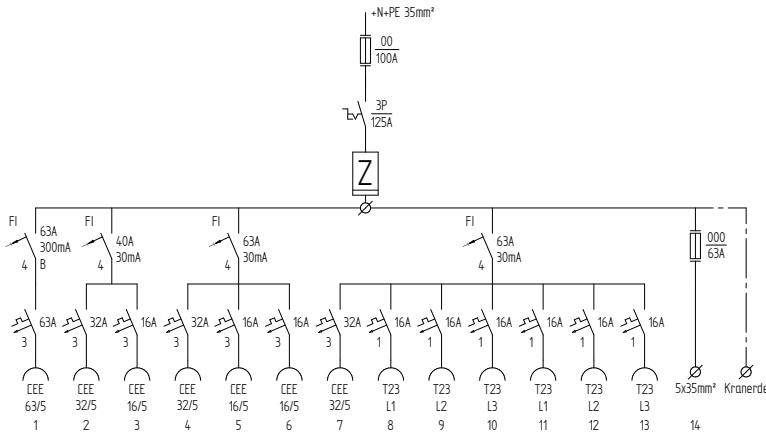 +N+PE 35mm²
00
100A
3P
125A
Z
FI
63A
300mA
4
B
FI
40A
30mA
4
FI
63A
30mA
4
FI
63A
30mA
4
000
63A
63A
32A
16A
32A
16A
16A
32A
16A
16A
16A
16A
16A
16A
3
3
3
3
3
3
3
1
1
1
1
1
1
CEE
CEE
CEE
CEE
CEE
CEE
CEE
T23
T23
T23
T23
T23
T23
5x35mm²
Kranerde
63/5
32/5
16/5
32/5
16/5
16/5
32/5
L1
L2
L3
L1
L2
L3
1
2
3
4
5
6
7
8
9
10
11
12
13
14